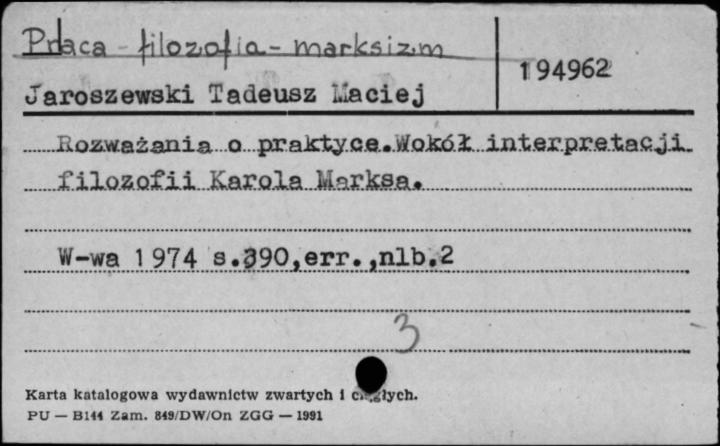 Praca - filozofia - marksizm
194962
Jaroszewski Tadeusz Maciej
Rozważania o praktyce.Wokół interpretacji
filozofii Karola Marksa.
W-wa 1974 s.390,err.,nlb.2
3
Karta katalogowa wydawnictw zwartych i ciągłych.
PU — B144 Zam. 849/DW/On ZGG — 1991